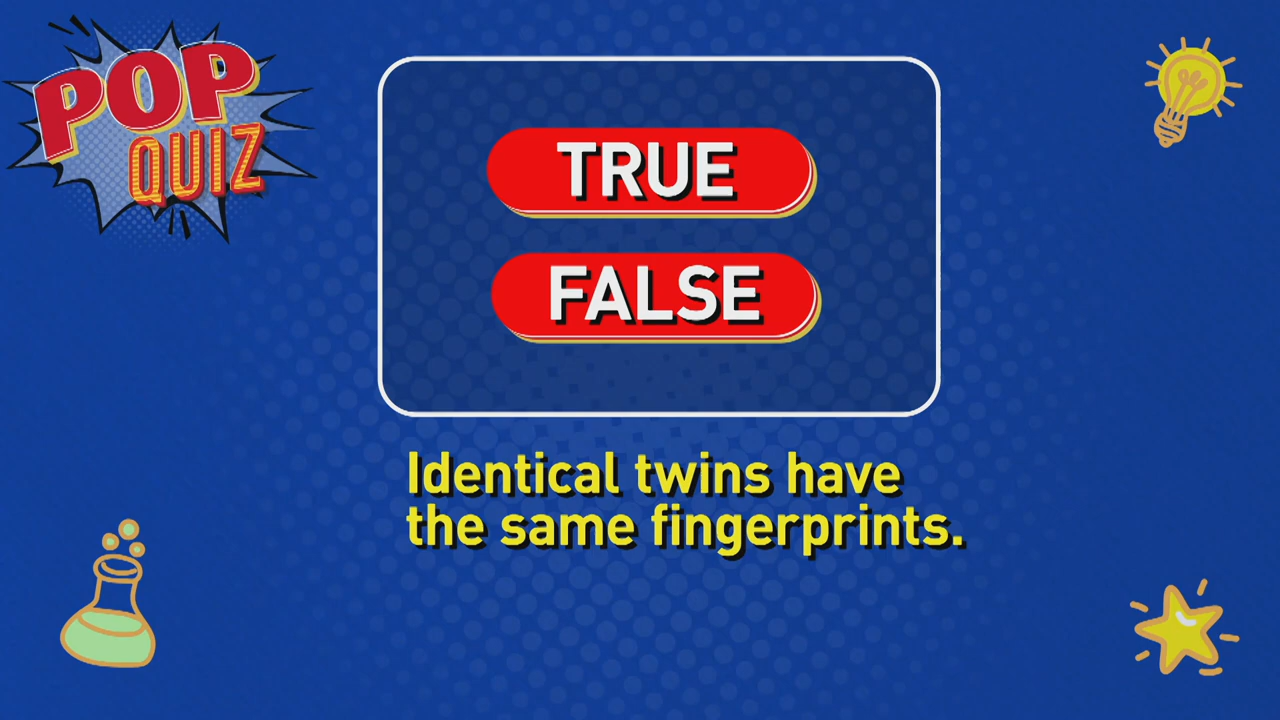 POP
QUIZ
TRUE
FALSE
Identical twins have
the same fingerprints.